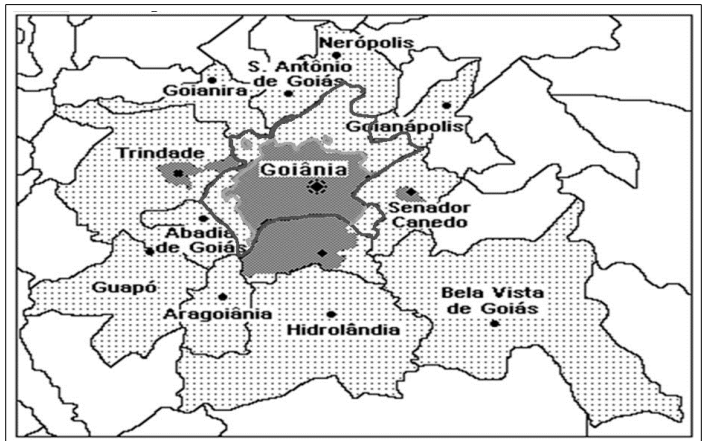 Nerópolis
S. Antônio
de Goiás
Goianira
Goianápolis
Trindade
Goiânia
Senador
Canedo
Abadia
de Goiás
Guapó
Aragoiânia
Hidrolândia
Bela Vista
de Goiás